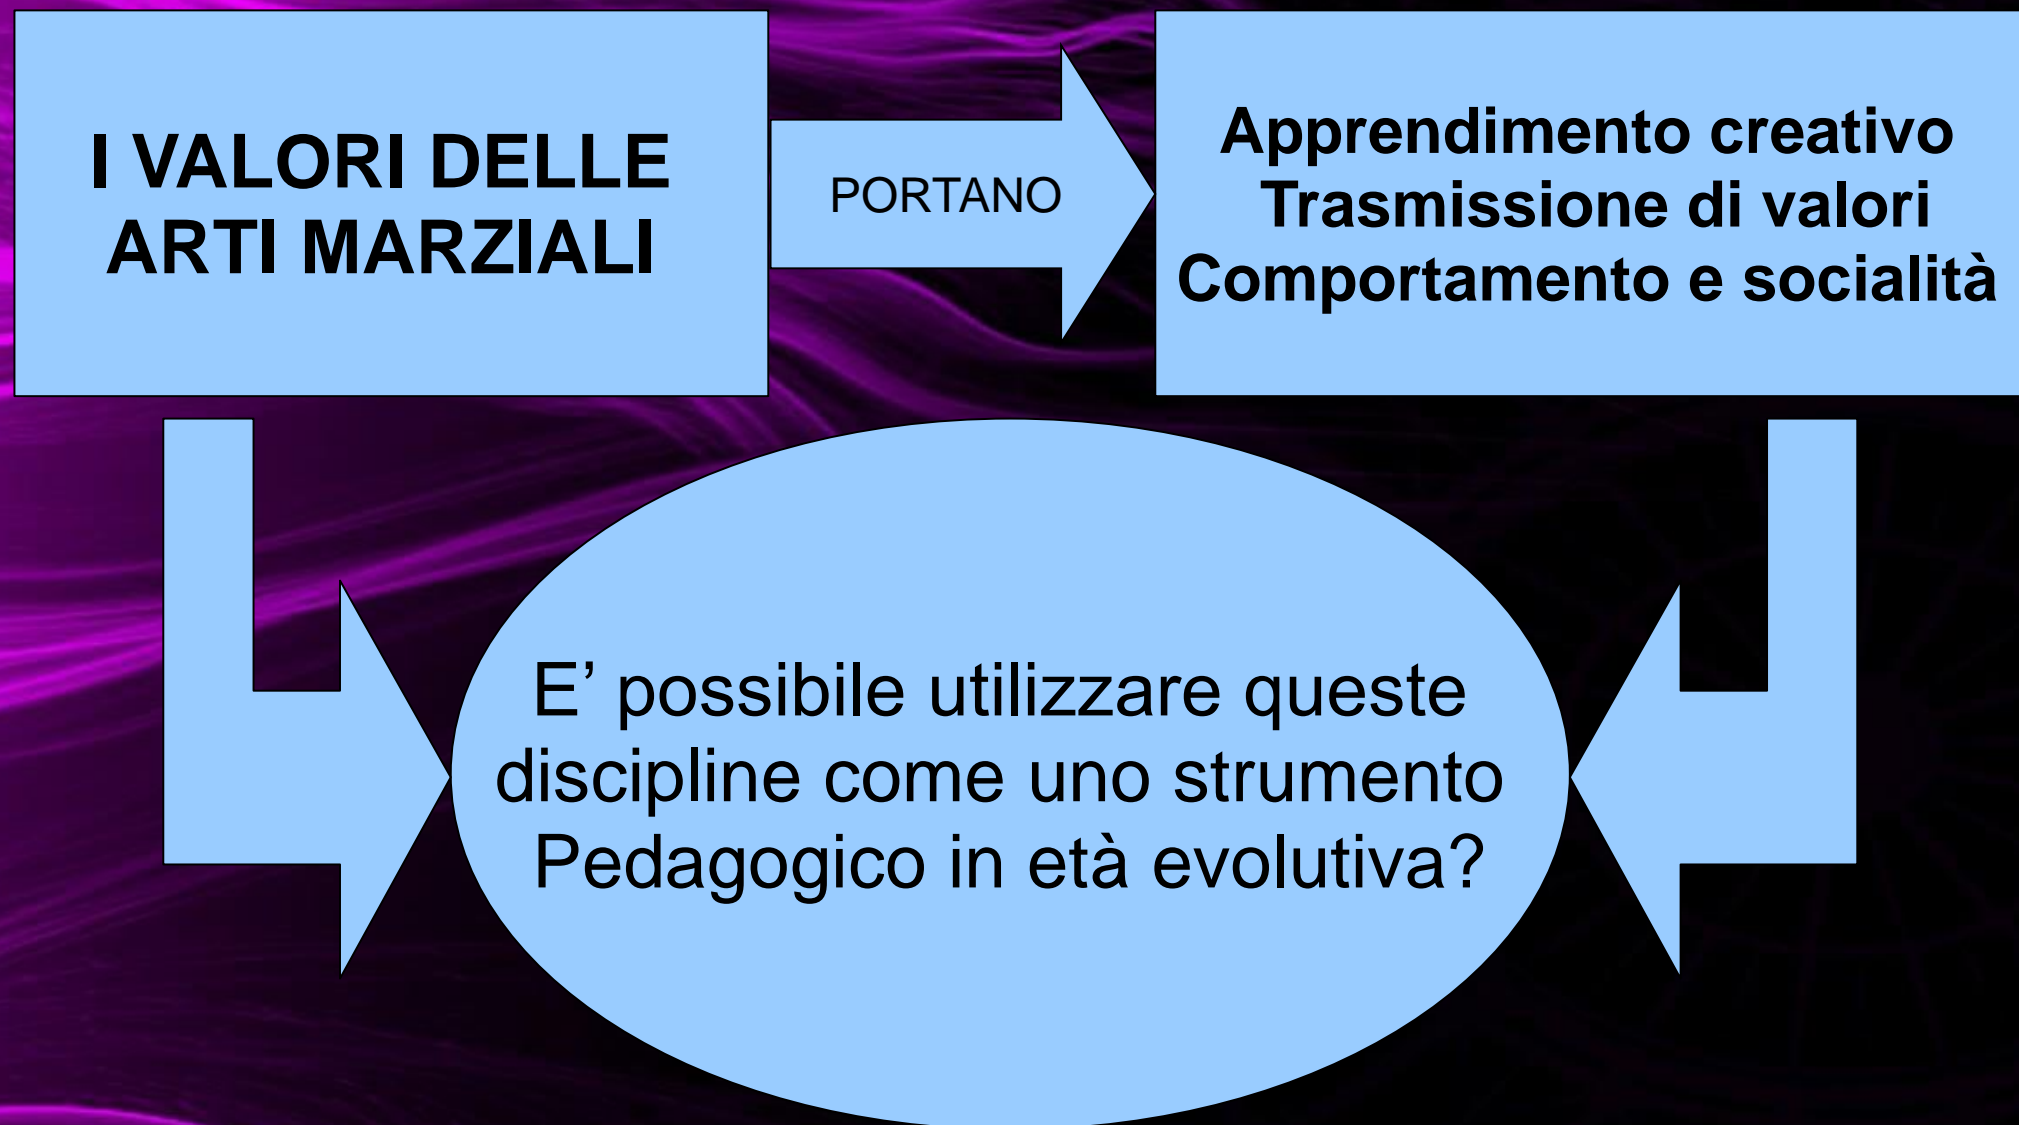 I VALORI DELLE
ARTI MARZIALI
PORTANO
Apprendimento creativo
Trasmissione di valori
Comportamento e socialità
E’ possibile utilizzare queste
discipline come uno strumento
Pedagogico in età evolutiva?